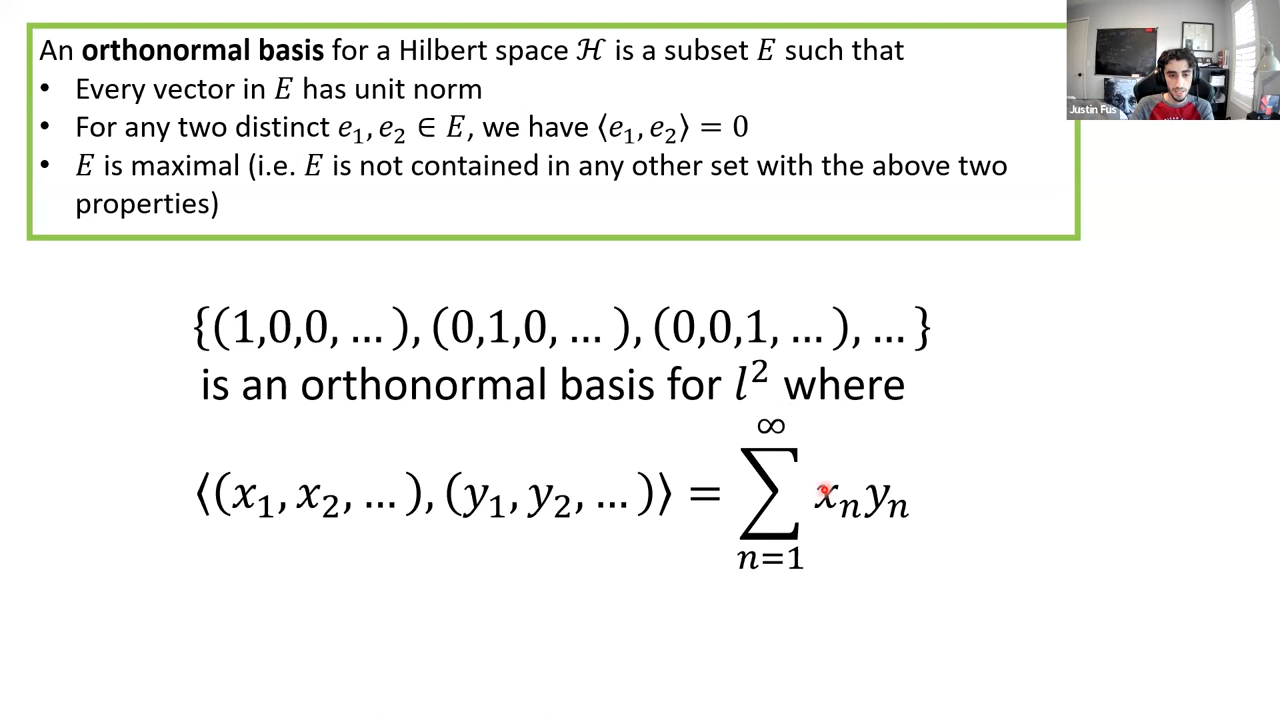 An orthonormal basis for a Hilbert space ℋ is a subset 𝐸 such that
• Every vector in 𝐸 has unit norm
• For any two distinct 𝑒₁, 𝑒₂ ∈ 𝐸, we have ⟨𝑒₁, 𝑒₂⟩ = 0
• 𝐸 is maximal (i.e. 𝐸 is not contained in any other set with the above two
properties)
Justin Fus
{(1,0,0, … ), (0,1,0, … ), (0,0,1, … ), … }
is an orthonormal basis for 𝑙² where
⟨(𝑥₁, 𝑥₂, … ), (𝑦₁, 𝑦₂, … )⟩ = ∑_{𝑛=1}^{∞} 𝑥ₙ𝑦ₙ